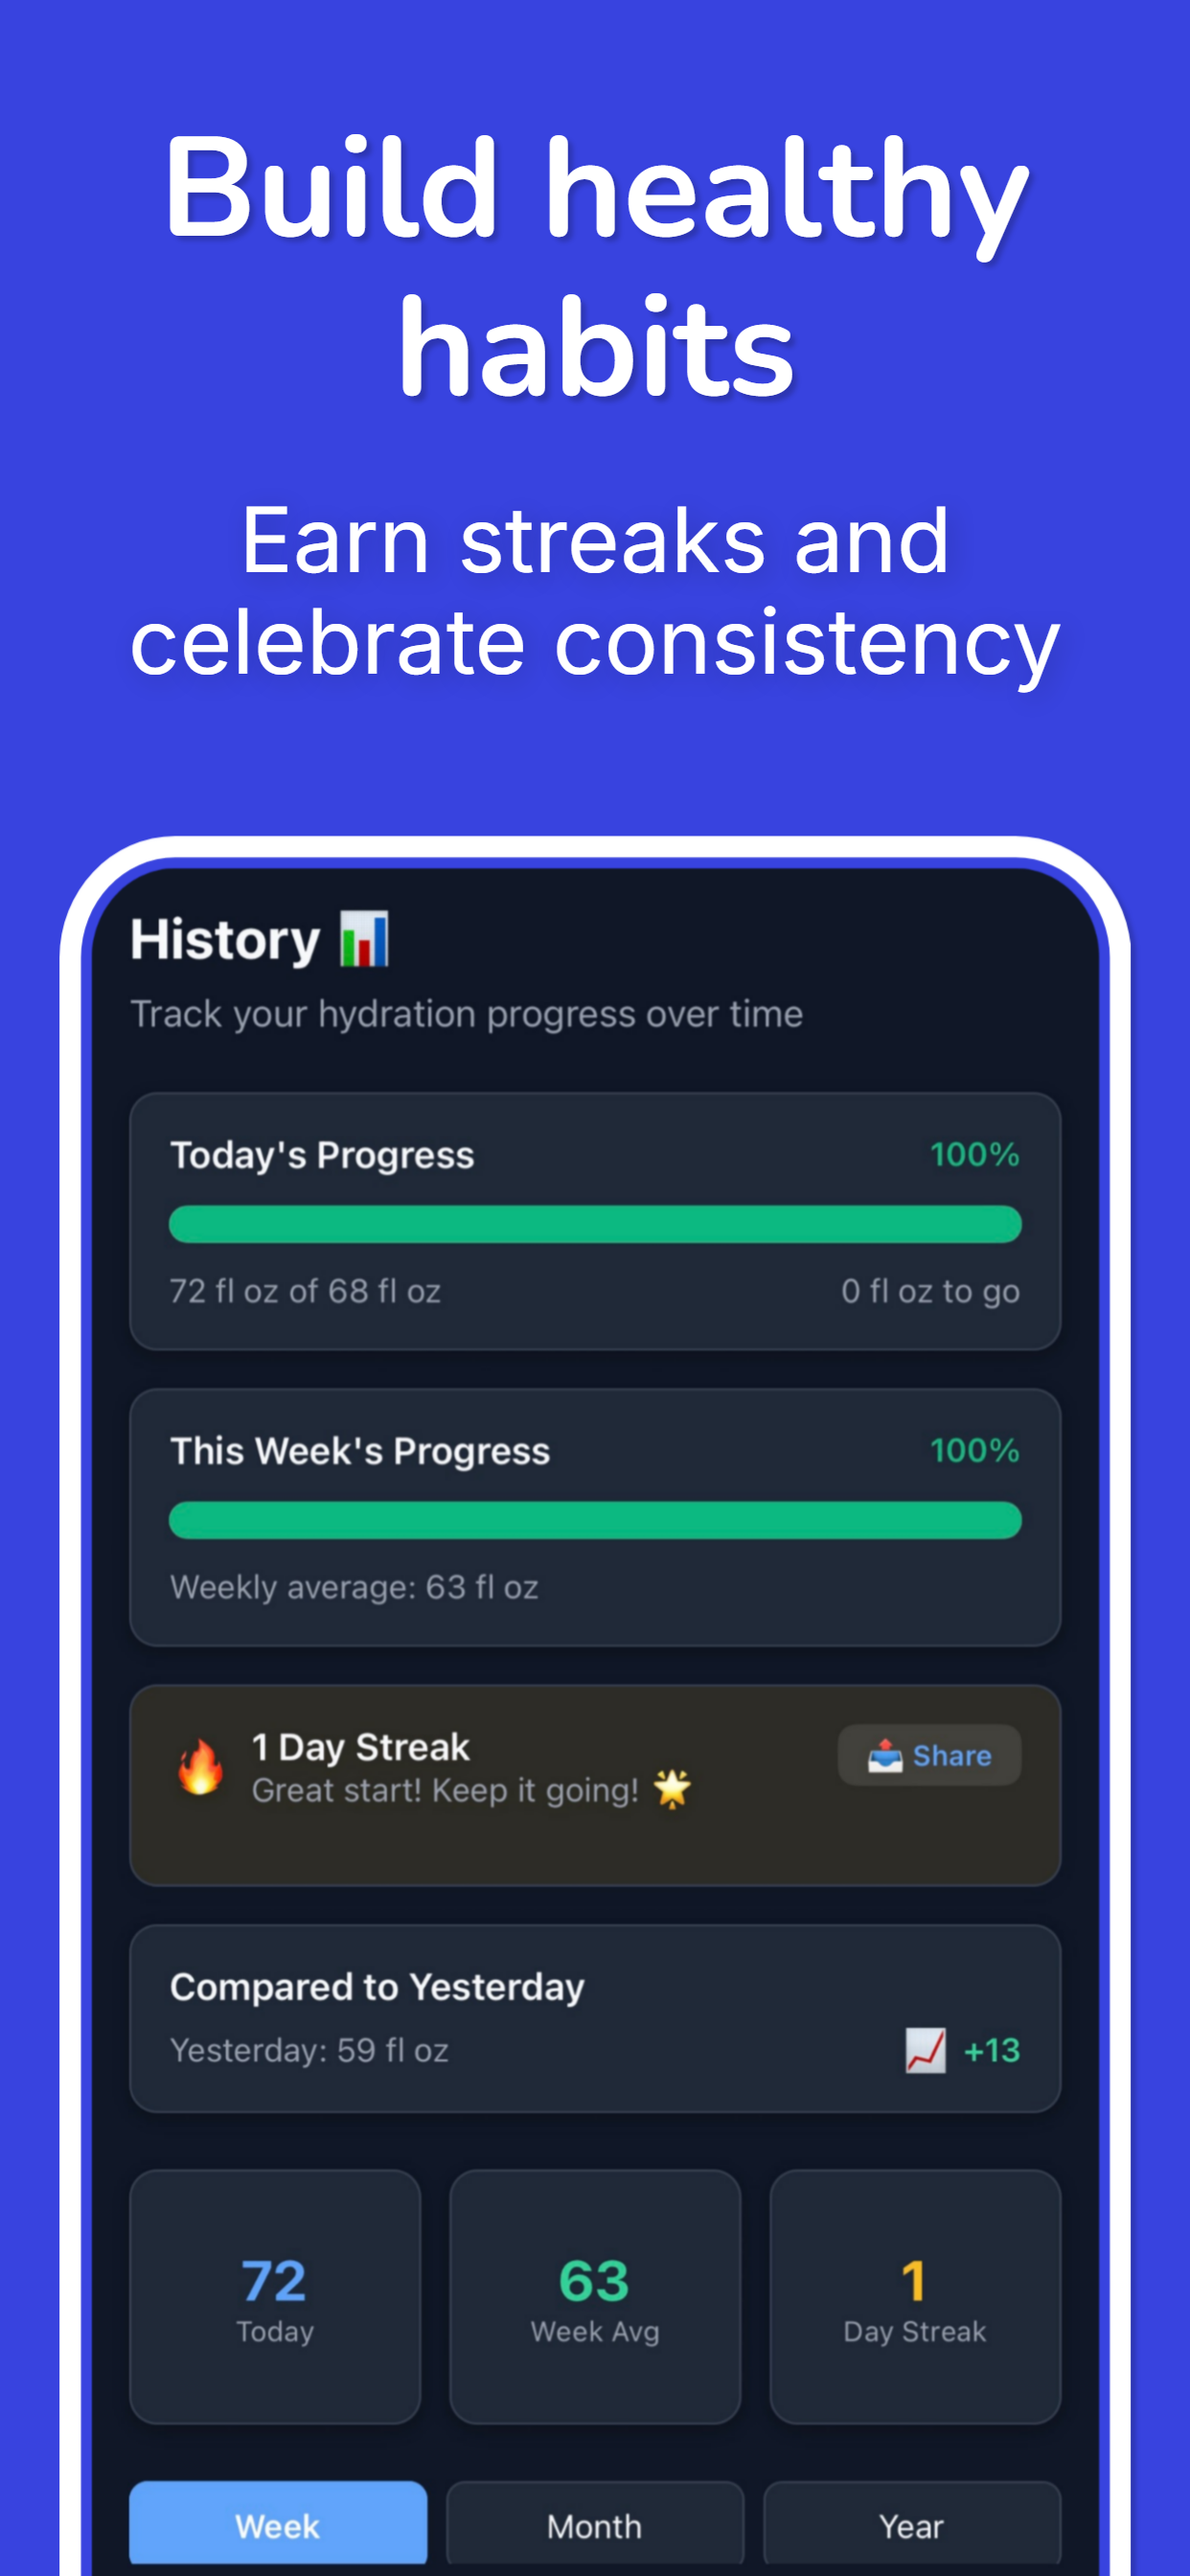 Build healthy
habits
Earn streaks and
celebrate consistency
History 📊
Track your hydration progress over time
Today's Progress 100%
72 fl oz of 68 fl oz 0 fl oz to go
This Week's Progress 100%
Weekly average: 63 fl oz
🔥 1 Day Streak 📤 Share
Great start! Keep it going! 🌟
Compared to Yesterday
Yesterday: 59 fl oz 📈 +13
72 63 1
Today Week Avg Day Streak
Week Month Year